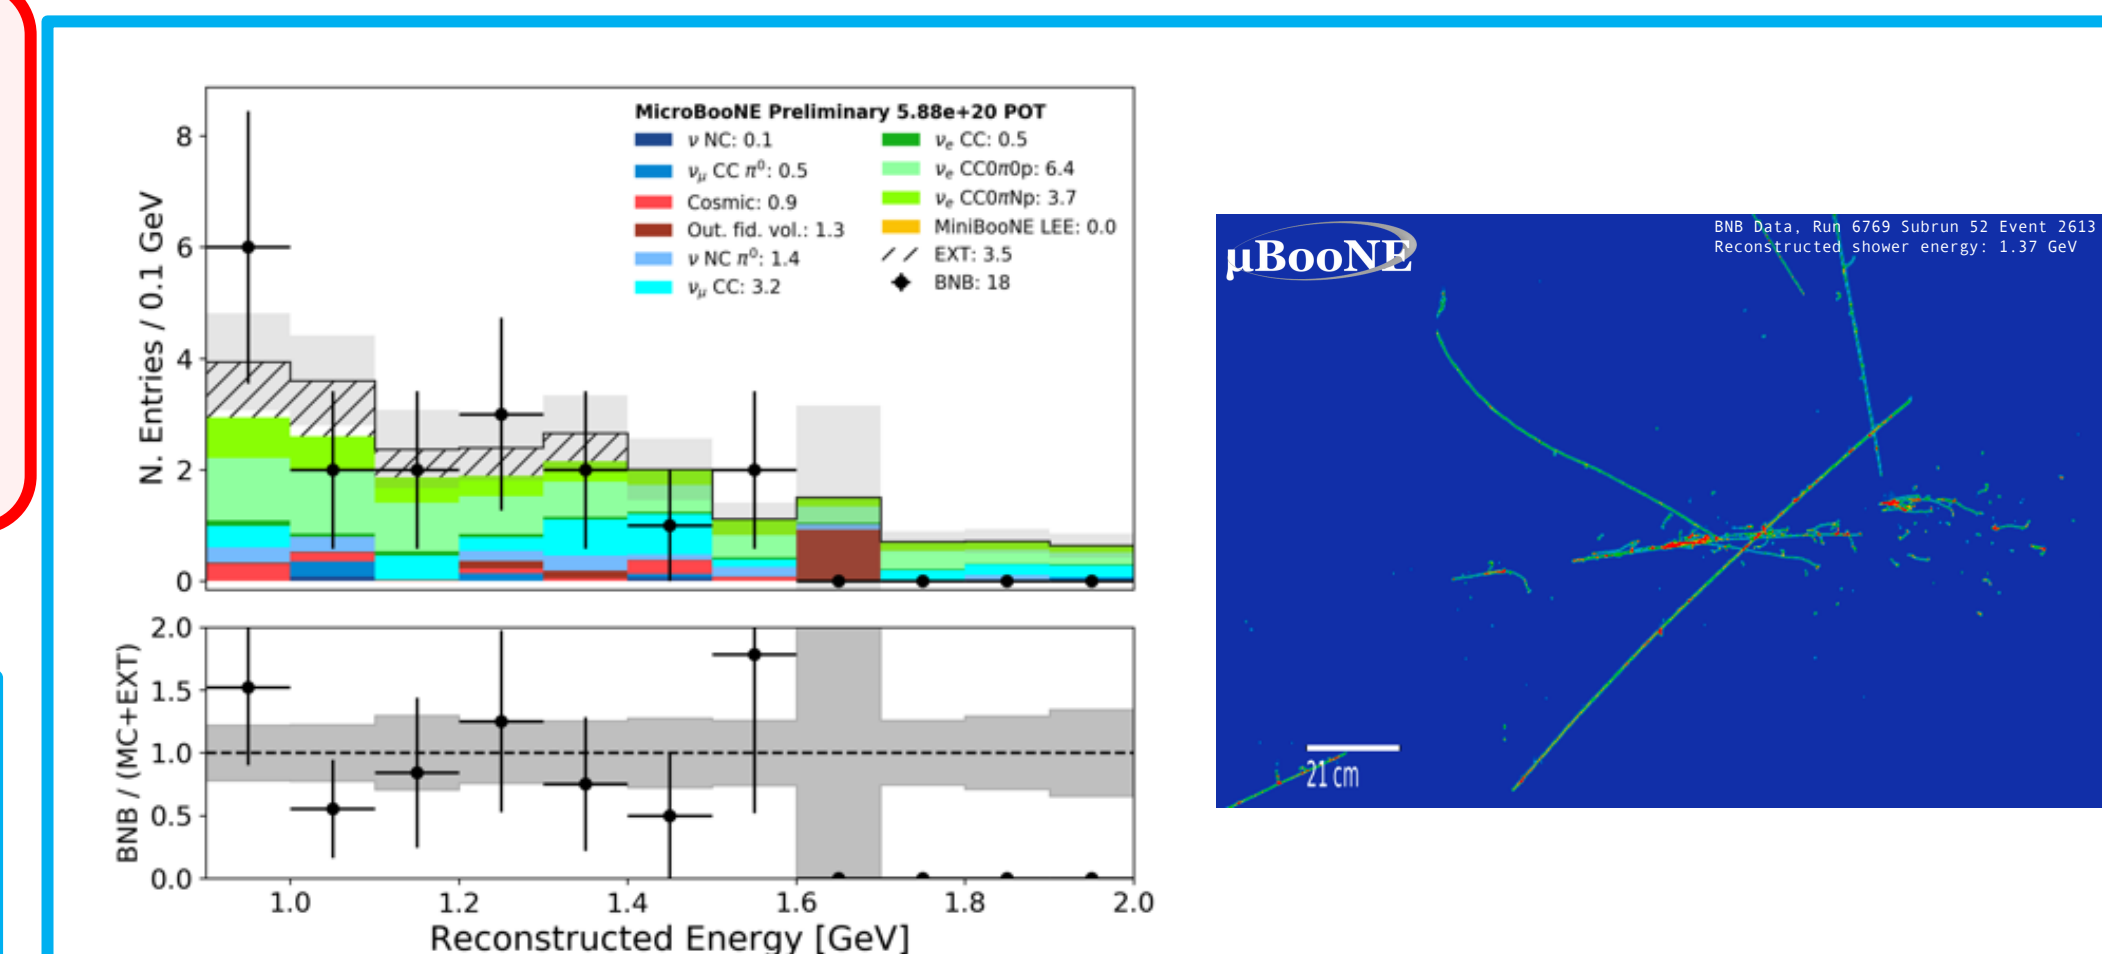 MicroBooNE Preliminary 5.88e+20 POT
ν NC: 0.1
ν_μ CC π⁰: 0.5
Cosmic: 0.9
Out. fid. vol.: 1.3
ν NC π⁰: 1.4
ν_μ CC: 3.2
ν_e CC: 0.5
ν_e CC0π0p: 6.4
ν_e CC0πNp: 3.7
MiniBooNE LEE: 0.0
EXT: 3.5
BNB: 18
N. Entries / 0.1 GeV
8
6
4
2
0
BNB / (MC+EXT)
2.0
1.5
1.0
0.5
0.0
1.0 1.2 1.4 1.6 1.8 2.0
Reconstructed Energy [GeV]
μBooNE
BNB Data, Run 6769 Subrun 52 Event 2613
Reconstructed shower energy: 1.37 GeV
21 cm